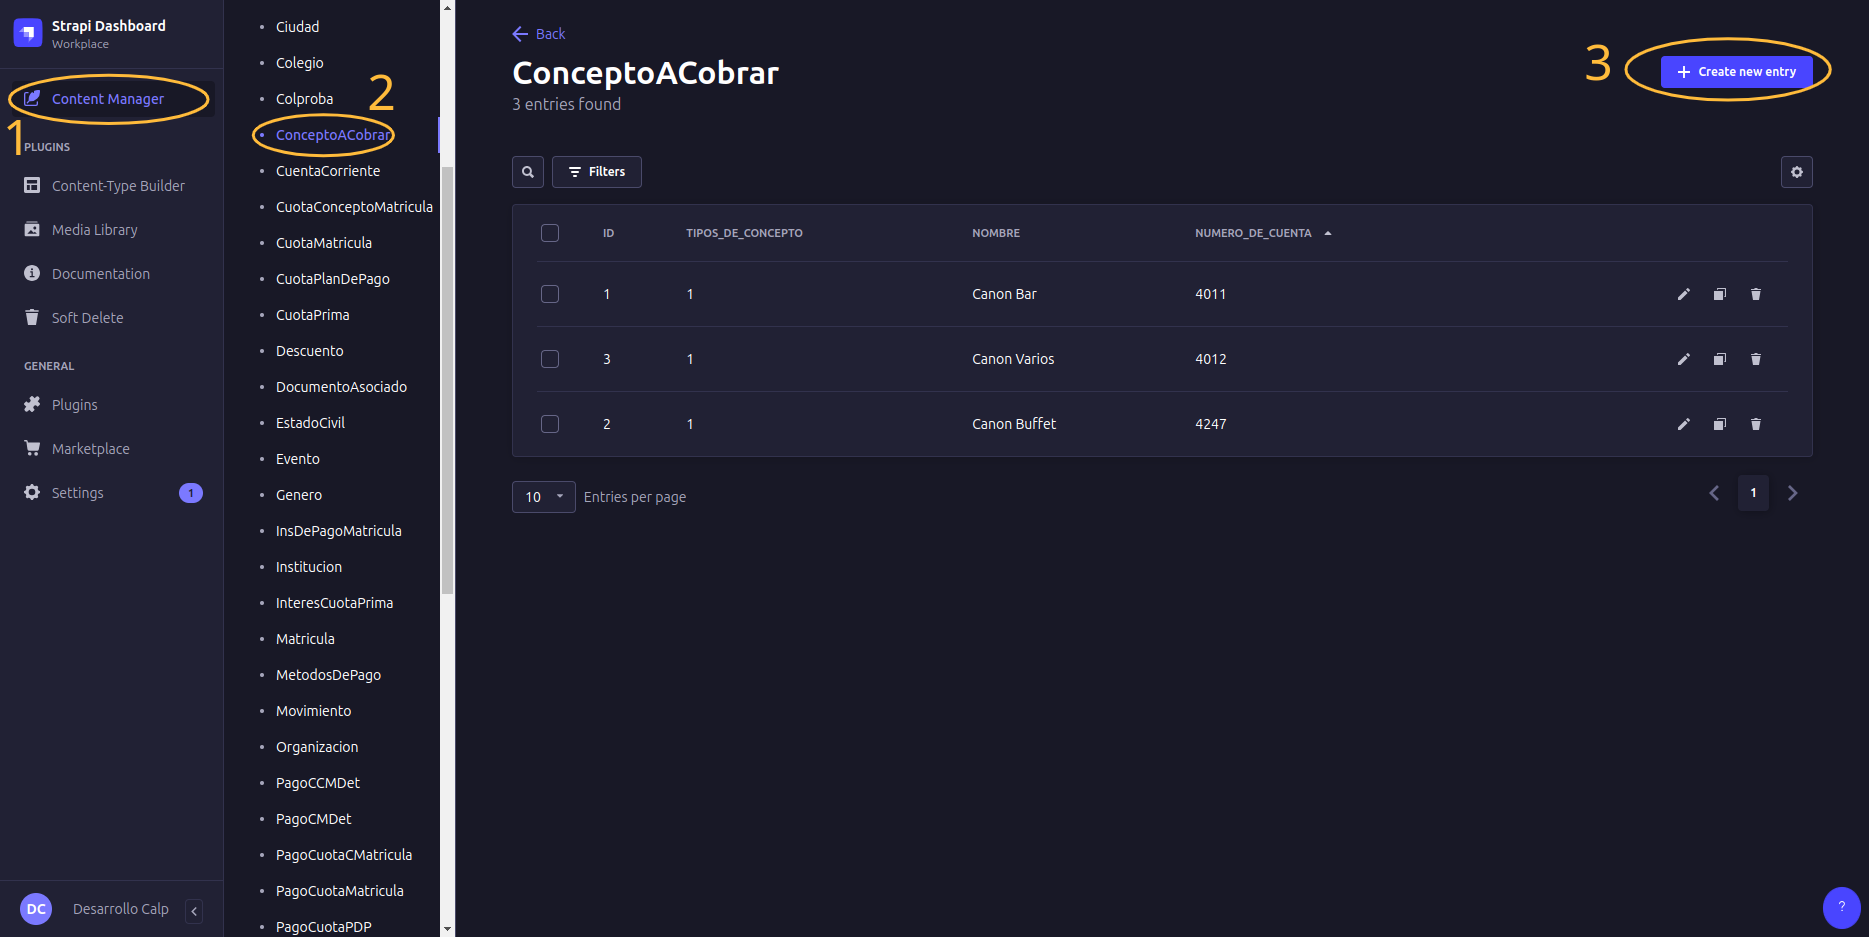 Strapi Dashboard
Workplace
Content Manager
1
PLUGINS
Content-Type Builder
Media Library
Documentation
Soft Delete
GENERAL
Plugins
Marketplace
Settings
1
DC
Desarrollo Calp
Ciudad
Colegio
Colproba
2
ConceptoACobrar
CuentaCorriente
CuotaConceptoMatricula
CuotaMatricula
CuotaPlanDePago
CuotaPrima
Descuento
DocumentoAsociado
EstadoCivil
Evento
Genero
InsDePagoMatricula
Institucion
InteresCuotaPrima
Matricula
MetodosDePago
Movimiento
Organizacion
PagoCCMDet
PagoCMDet
PagoCuotaCMatricula
PagoCuotaMatricula
PagoCuotaPDP
Back
ConceptoACobrar
3 entries found
3
Create new entry
Filters
ID TIPOS_DE_CONCEPTO NOMBRE NUMERO_DE_CUENTA
1 1 Canon Bar 4011
3 1 Canon Varios 4012
2 1 Canon Buffet 4247
10 Entries per page
1
?